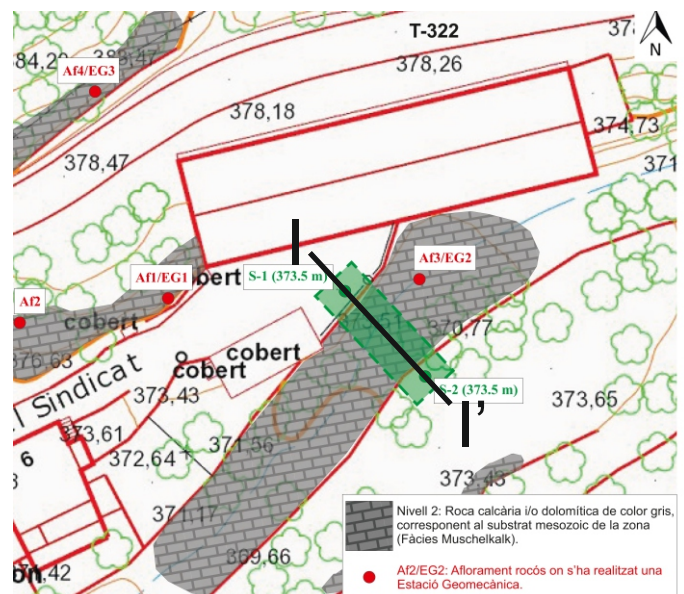 T-322
N
378,26
Af4/EG3
378,18
374,73
378,47
371
S-1 (373.5 m)
Af3/EG2
Af1/EG1
cobert
Af2
cobert
370,77
376,63
cobert
cobert
l Sindicat
373,43
S-2 (373.5 m)
373,65
I
I'
373,61
371,56
372,64
6
373,43
371,17
369,66
Nivell 2: Roca calcària i/o dolomítica de color gris,
corresponent al substrat mesozoic de la zona
(Fàcies Muschelkalk).
Af2/EG2: Aflorament rocós on s'ha realitzat una
Estació Geomecànica.